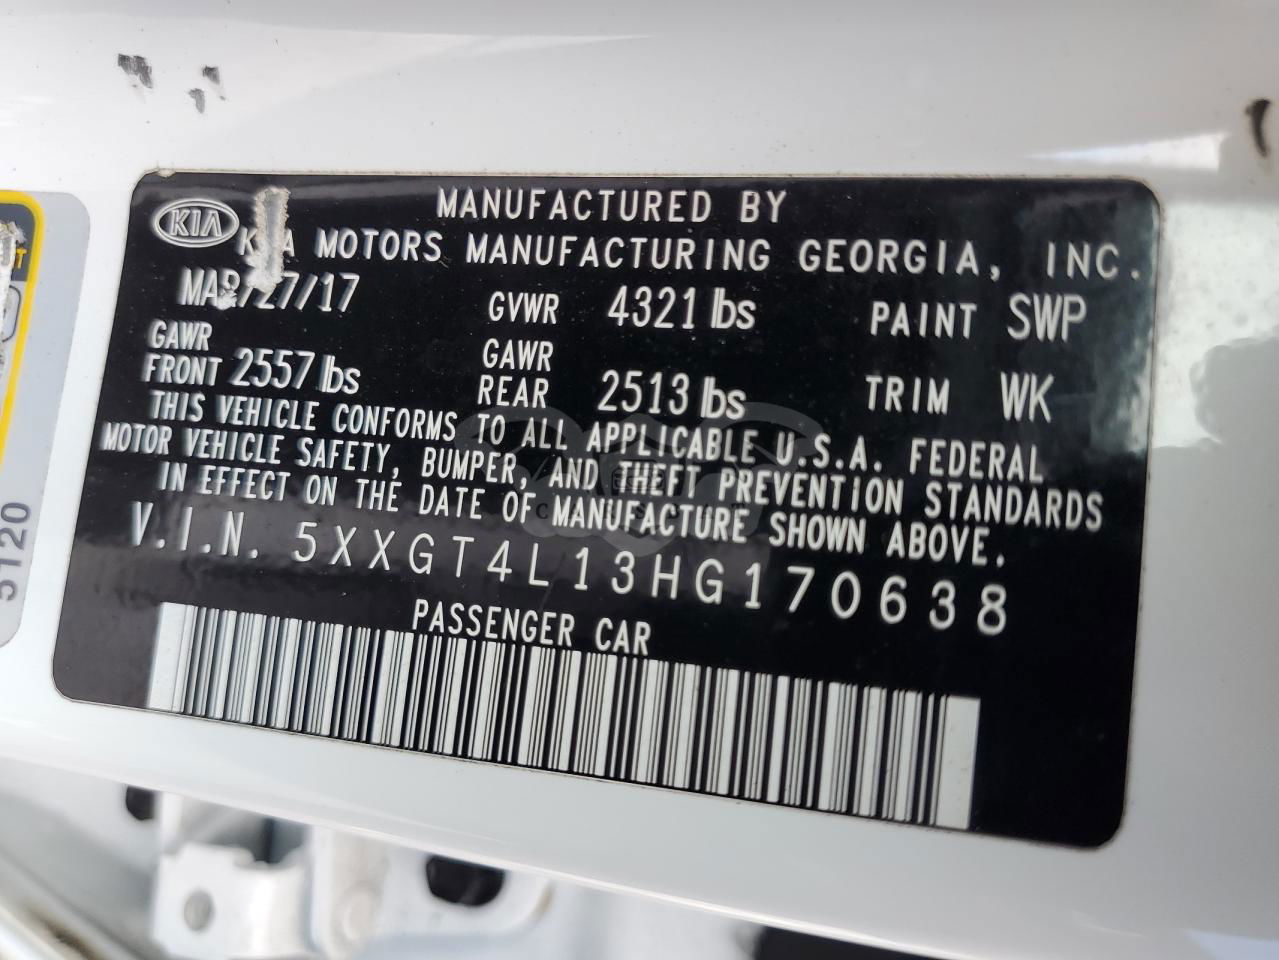 MANUFACTURED BY
KIA
KIA MOTORS MANUFACTURING GEORGIA, INC.
MAR/27/17 GVWR 4321 lbs PAINT SWP
GAWR FRONT 2557 lbs GAWR REAR 2513 lbs TRIM WK
THIS VEHICLE CONFORMS TO ALL APPLICABLE U.S.A. FEDERAL
MOTOR VEHICLE SAFETY, BUMPER, AND THEFT PREVENTION STANDARDS
IN EFFECT ON THE DATE OF MANUFACTURE SHOWN ABOVE.
V.I.N. 5XXGT4L13HG170638
PASSENGER CAR
5120